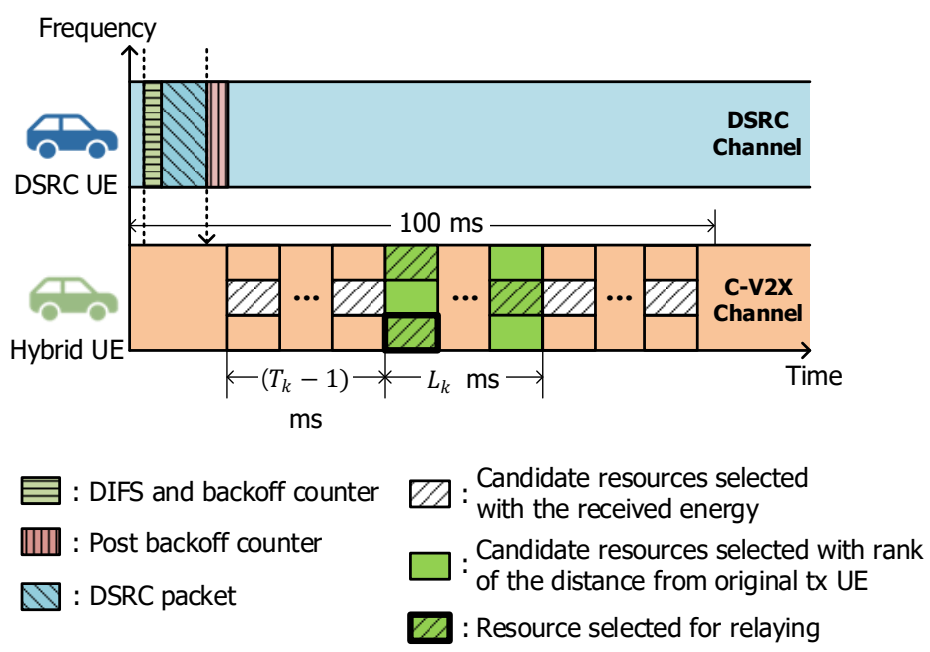 Frequency
DSRC
Channel
DSRC UE
100 ms
...
...
...
C-V2X
Channel
Hybrid UE
Time
(T_k − 1)
ms
L_k ms
: DIFS and backoff counter
: Post backoff counter
: DSRC packet
: Candidate resources selected
with the received energy
: Candidate resources selected with rank
of the distance from original tx UE
: Resource selected for relaying